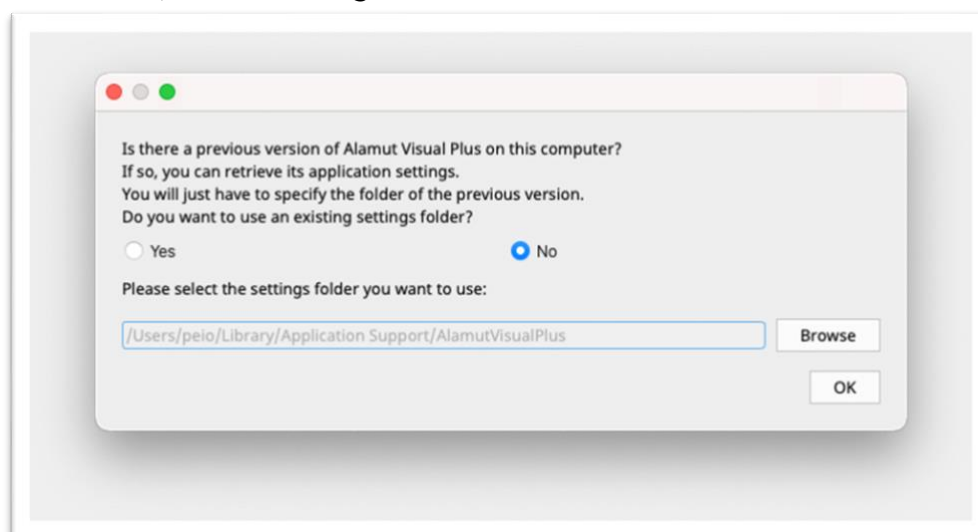 Is there a previous version of Alamut Visual Plus on this computer?
If so, you can retrieve its application settings.
You will just have to specify the folder of the previous version.
Do you want to use an existing settings folder?
Yes No
Please select the settings folder you want to use:
/Users/peio/Library/Application Support/AlamutVisualPlus Browse
OK